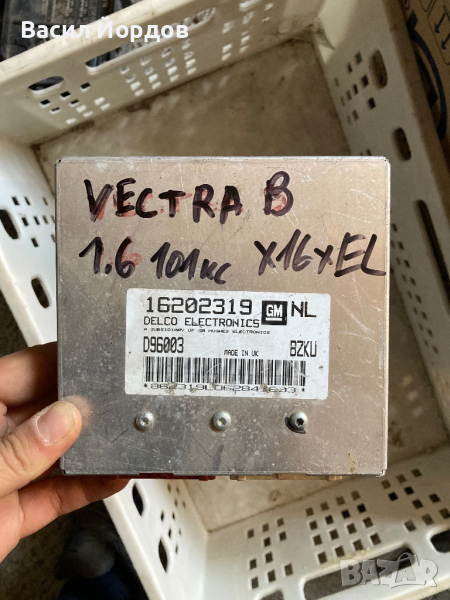 Васил Йордов
VECTRA B
1.6 101кс X16XEL
16202319 GM NL
DELCO ELECTRONICS
A SUBSIDIARY OF GM HUGHES ELECTRONICS
D96003 MADE IN UK BZKU
BAZAR